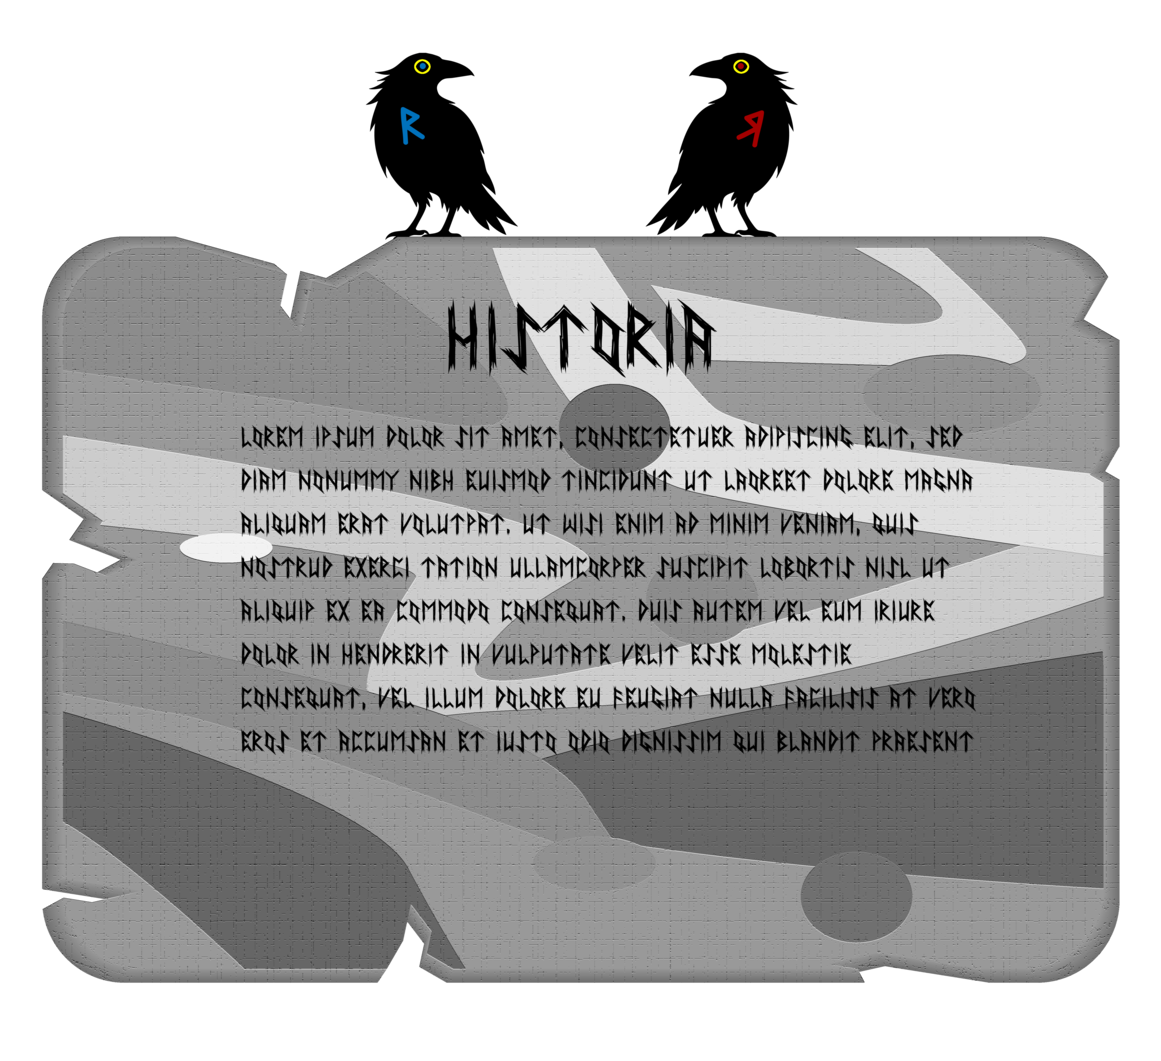 R R
HISTORIA
LOREM IPSUM DOLOR SIT AMET, CONSECTETUER ADIPISCING ELIT, SED
DIAM NONUMMY NIBH EUISMOD TINCIDUNT UT LAOREET DOLORE MAGNA
ALIQUAM ERAT VOLUTPAT. UT WISI ENIM AD MINIM VENIAM, QUIS
NOSTRUD EXERCI TATION ULLAMCORPER SUSCIPIT LOBORTIS NISL UT
ALIQUIP EX EA COMMODO CONSEQUAT. DUIS AUTEM VEL EUM IRIURE
DOLOR IN HENDRERIT IN VULPUTATE VELIT ESSE MOLESTIE
CONSEQUAT, VEL ILLUM DOLORE EU FEUGIAT NULLA FACILISIS AT VERO
EROS ET ACCUMSAN ET IUSTO ODIO DIGNISSIM QUI BLANDIT PRAESENT